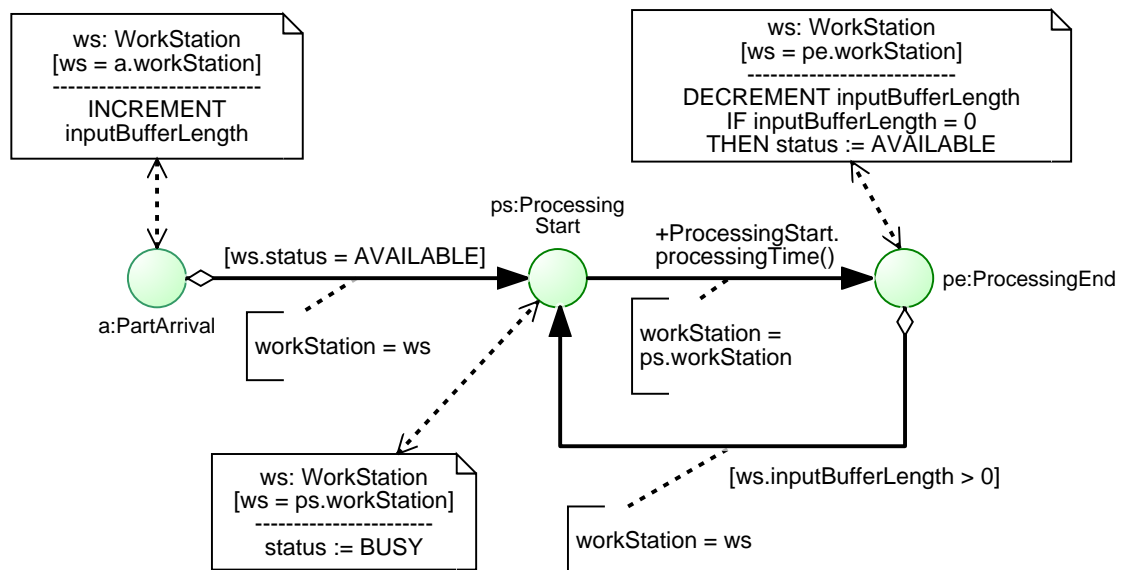 ws: WorkStation
[ws = a.workStation]
---------------------------
INCREMENT
inputBufferLength
ws: WorkStation
[ws = pe.workStation]
---------------------------
DECREMENT inputBufferLength
IF inputBufferLength = 0
THEN status := AVAILABLE
ps:Processing
Start
[ws.status = AVAILABLE]
+ProcessingStart.
processingTime()
a:PartArrival
pe:ProcessingEnd
workStation = ws
workStation =
ps.workStation
ws: WorkStation
[ws = ps.workStation]
-----------------------
status := BUSY
[ws.inputBufferLength > 0]
workStation = ws